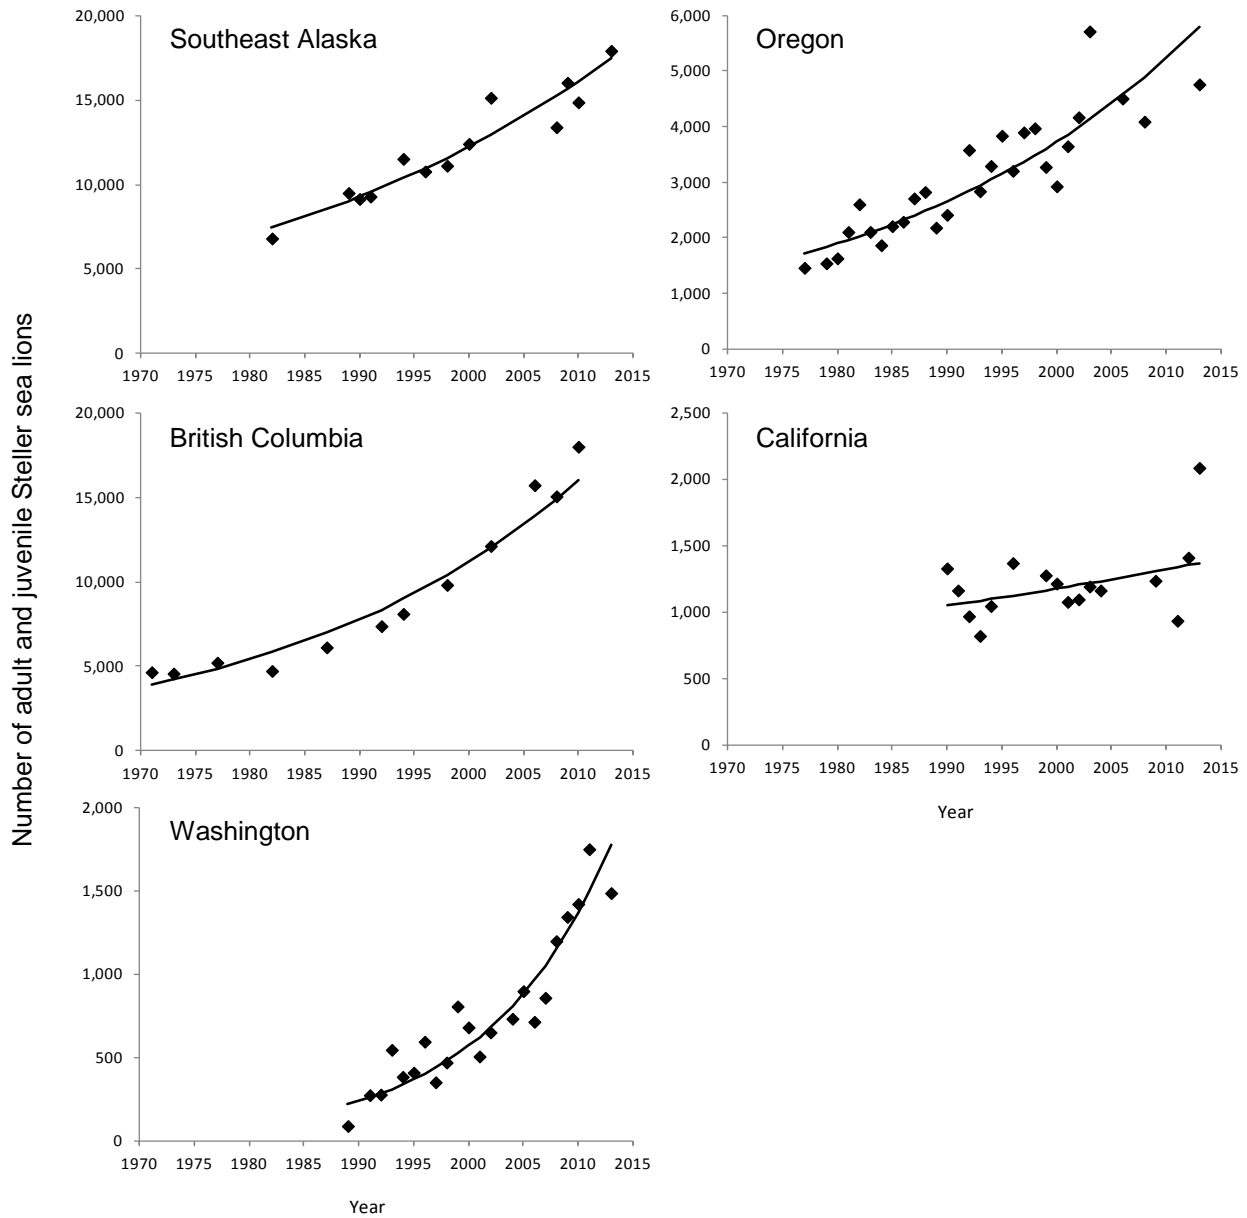 Number of adult and juvenile Steller sea lions
Southeast Alaska
20,000
15,000
10,000
5,000
0
1970 1975 1980 1985 1990 1995 2000 2005 2010 2015
Oregon
6,000
5,000
4,000
3,000
2,000
1,000
0
1970 1975 1980 1985 1990 1995 2000 2005 2010 2015
British Columbia
20,000
15,000
10,000
5,000
0
1970 1975 1980 1985 1990 1995 2000 2005 2010 2015
California
2,500
2,000
1,500
1,000
500
0
1970 1975 1980 1985 1990 1995 2000 2005 2010 2015
Year
Washington
2,000
1,500
1,000
500
0
1970 1975 1980 1985 1990 1995 2000 2005 2010 2015
Year